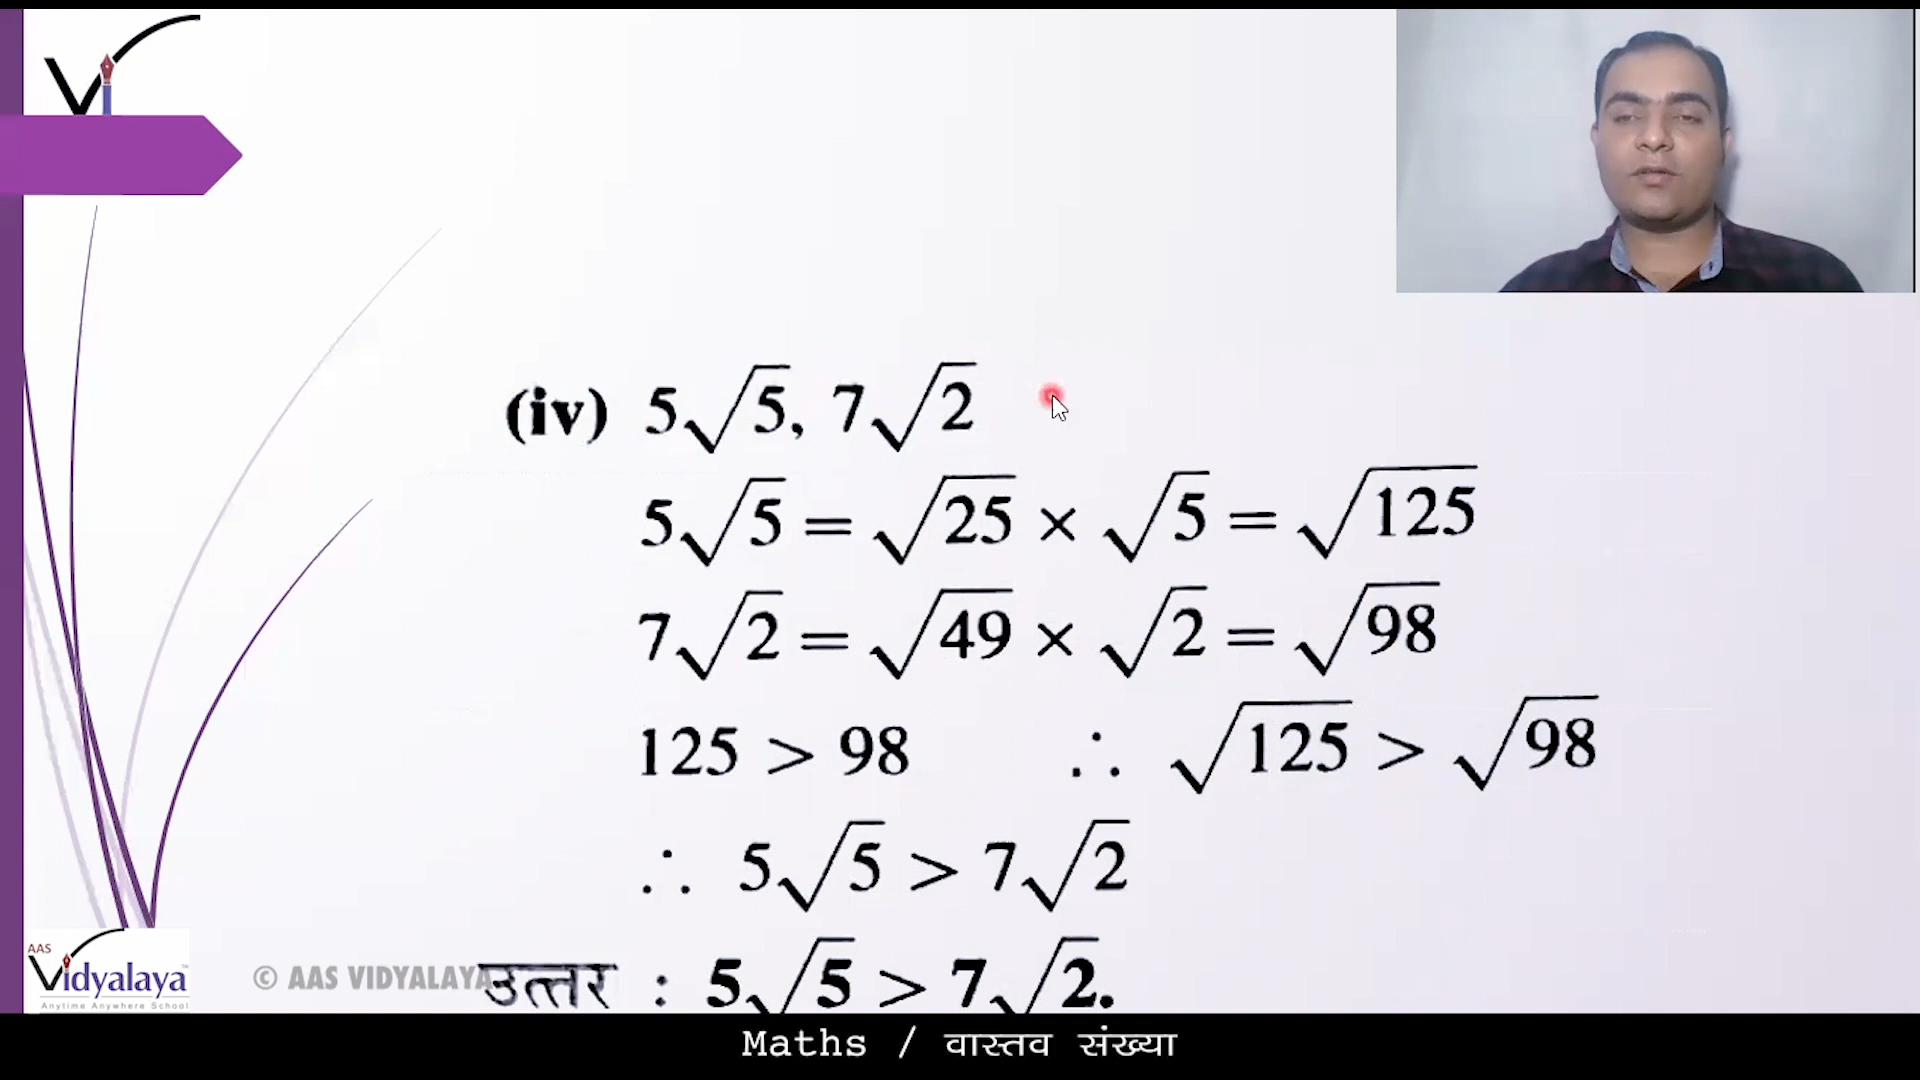 (iv) 5√5, 7√2
5√5 = √25 × √5 = √125
7√2 = √49 × √2 = √98
125 > 98 ∴ √125 > √98
∴ 5√5 > 7√2
उत्तर : 5√5 > 7√2.
AAS
Vidyalaya
Anytime Anywhere School
© AAS VIDYALAYA
Maths / वास्तव संख्या